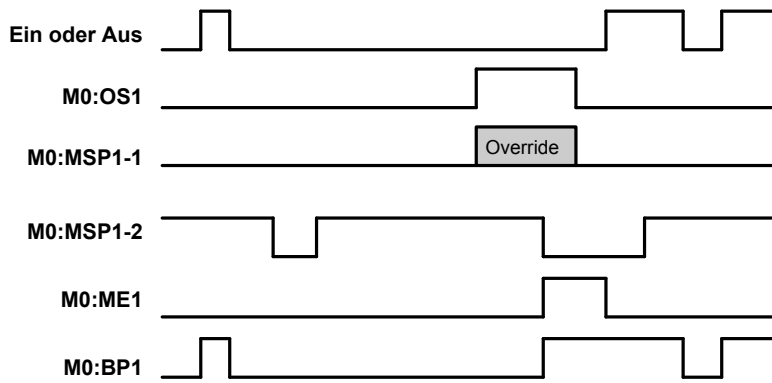 Ein oder Aus
M0:OS1
M0:MSP1-1
Override
M0:MSP1-2
M0:ME1
M0:BP1